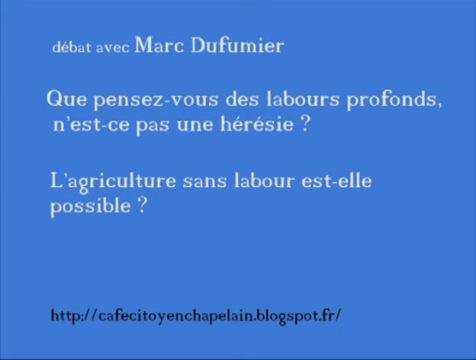 débat avec Marc Dufumier
Que pensez-vous des labours profonds,
n'est-ce pas une hérésie ?
L'agriculture sans labour est-elle
possible ?
http://cafecitoyenchapelain.blogspot.fr/